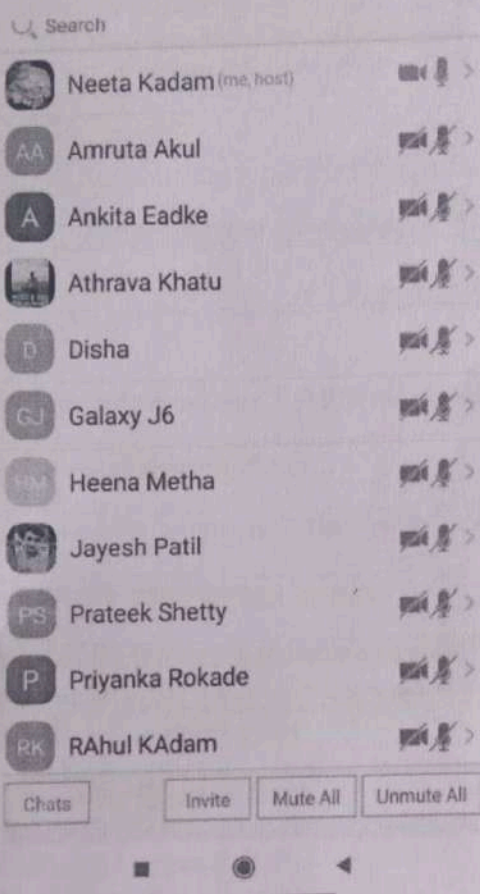 Search
Neeta Kadam (me, host)
AA Amruta Akul
A Ankita Eadke
Athrava Khatu
D Disha
GJ Galaxy J6
HM Heena Metha
Jayesh Patil
PS Prateek Shetty
P Priyanka Rokade
RK RAhul KAdam
Chats Invite Mute All Unmute All